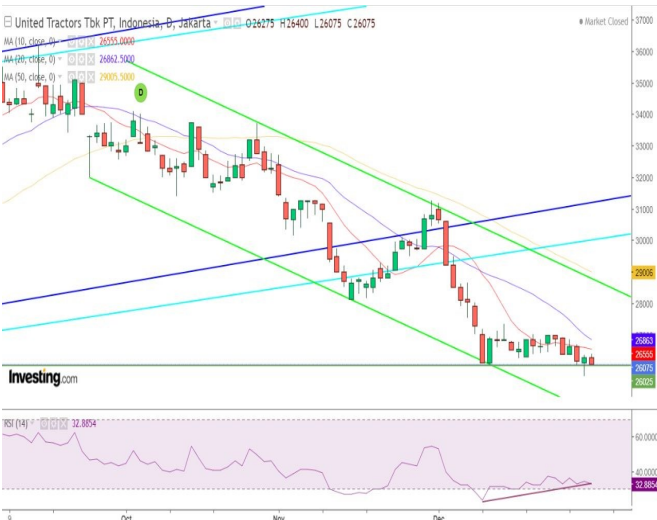 United Tractors Tbk PT, Indonesia, D, Jakarta O26275 H26400 L26075 C26075
Market Closed
MA (10, close, 0) 26555.0000
MA (20, close, 0) 26862.5000
MA (50, close, 0) 29005.5000
D
37000
36000
34000
33000
32000
31000
30000
29006
28000
26863
26555
26075
26025
Investing.com
RSI (14) 32.8854
60.0000
40.0000
32.8854
Oct
Nov
Dec